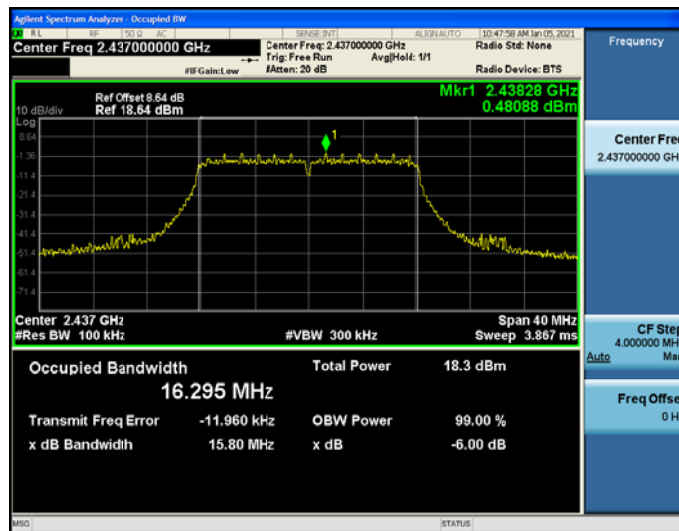 Agilent Spectrum Analyzer - Occupied BW
RL RF 50 Ω AC SENSE:INT ALIGN AUTO 10:47:58 AM Jan 05, 2021
Center Freq 2.437000000 GHz
Center Freq: 2.437000000 GHz
Radio Std: None
Trig: Free Run Avg|Hold: 1/1
#IFGain:Low #Atten: 20 dB Radio Device: BTS
Frequency
Mkr1 2.43828 GHz
0.48088 dBm
Ref Offset 8.64 dB
10 dB/div Ref 18.64 dBm
Log
8.64
-1.36
-11.4
-21.4
-31.4
-41.4
-51.4
-61.4
-71.4
1
Center 2.437 GHz Span 40 MHz
#Res BW 100 kHz #VBW 300 kHz Sweep 3.867 ms
Occupied Bandwidth Total Power 18.3 dBm
16.295 MHz
Transmit Freq Error -11.960 kHz OBW Power 99.00 %
x dB Bandwidth 15.80 MHz x dB -6.00 dB
Center Fre
2.437000000 GH
CF Step
4.000000 MH
Auto Ma
Freq Offse
0 H
MSG STATUS